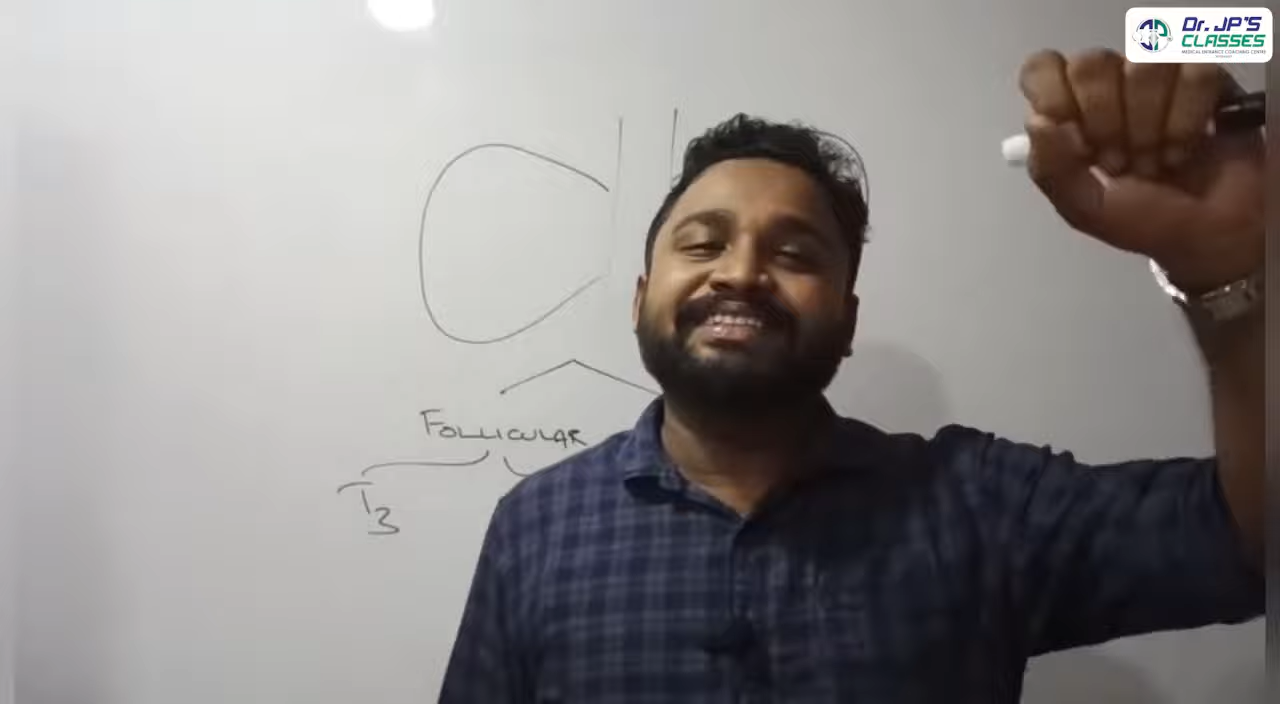 Dr. JP'S
CLASSES
MEDICAL ENTRANCE COACHING CENTRE
FOLLICULAR
T3